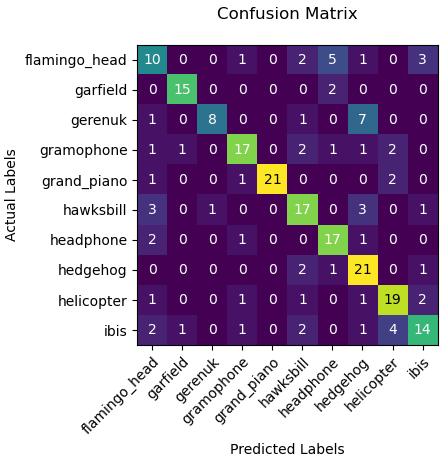 Confusion Matrix
Actual Labels
flamingo_head 10 0 0 1 0 2 5 1 0 3
garfield 0 15 0 0 0 0 2 0 0 0
gerenuk 1 0 8 0 0 1 0 7 0 0
gramophone 1 1 0 17 0 2 1 1 2 0
grand_piano 1 0 0 1 21 0 0 0 2 0
hawksbill 3 0 1 0 0 17 0 3 0 1
headphone 2 0 0 1 0 0 17 1 0 0
hedgehog 0 0 0 0 0 2 1 21 0 1
helicopter 1 0 0 1 0 1 0 1 19 2
ibis 2 1 0 1 0 2 0 1 4 14
flamingo_head garfield gerenuk gramophone grand_piano hawksbill headphone hedgehog helicopter ibis
Predicted Labels